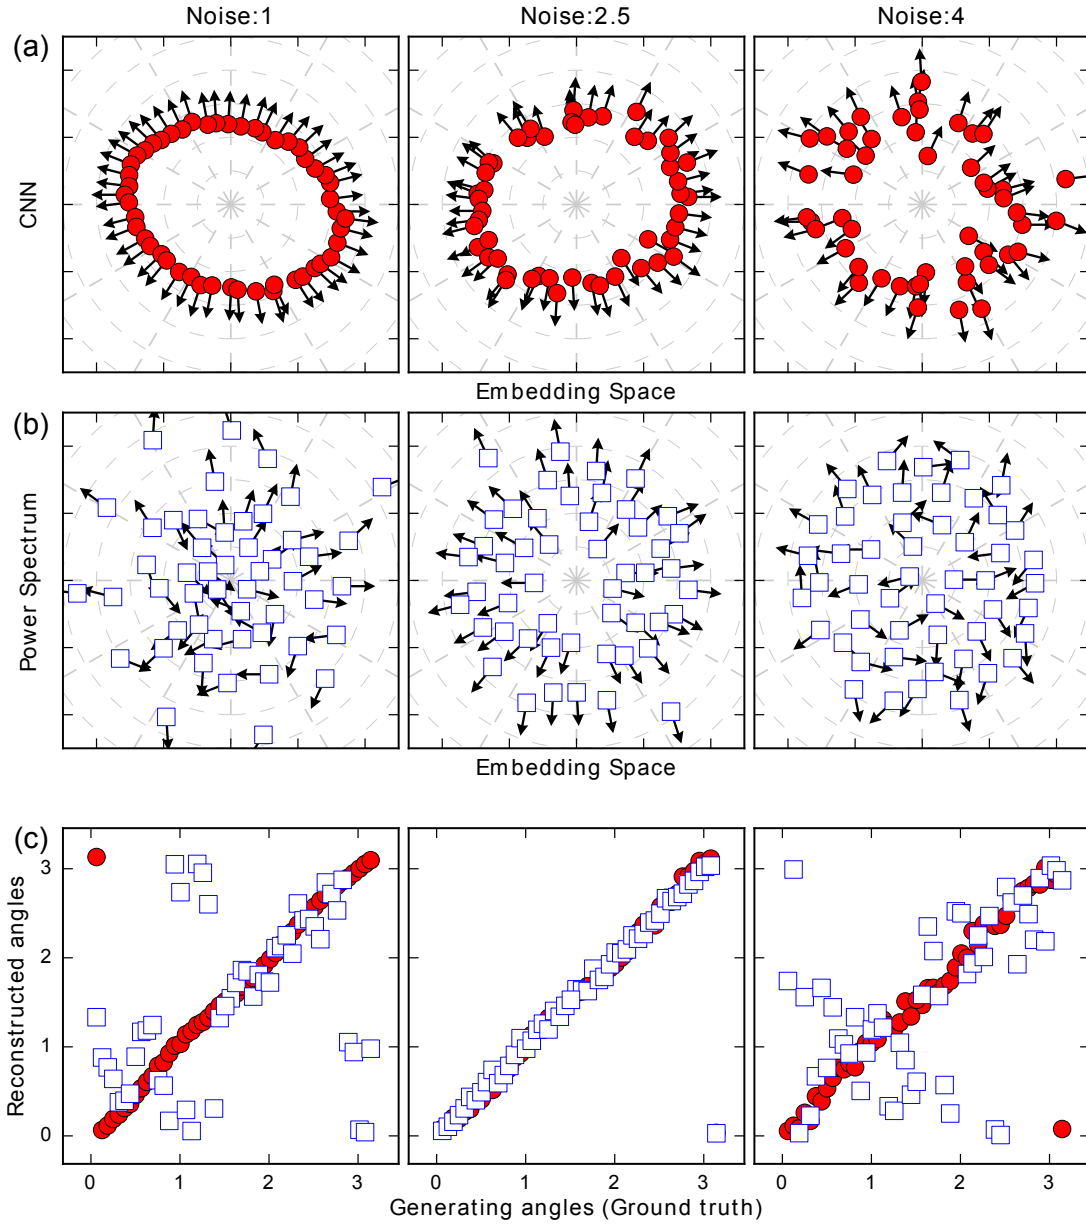 Noise:1 Noise:2.5 Noise:4
(a)
CNN
Embedding Space
(b)
Power Spectrum
Embedding Space
(c)
Reconstructed angles
3
2
1
0
0 1 2 3 0 1 2 3 0 1 2 3
Generating angles (Ground truth)